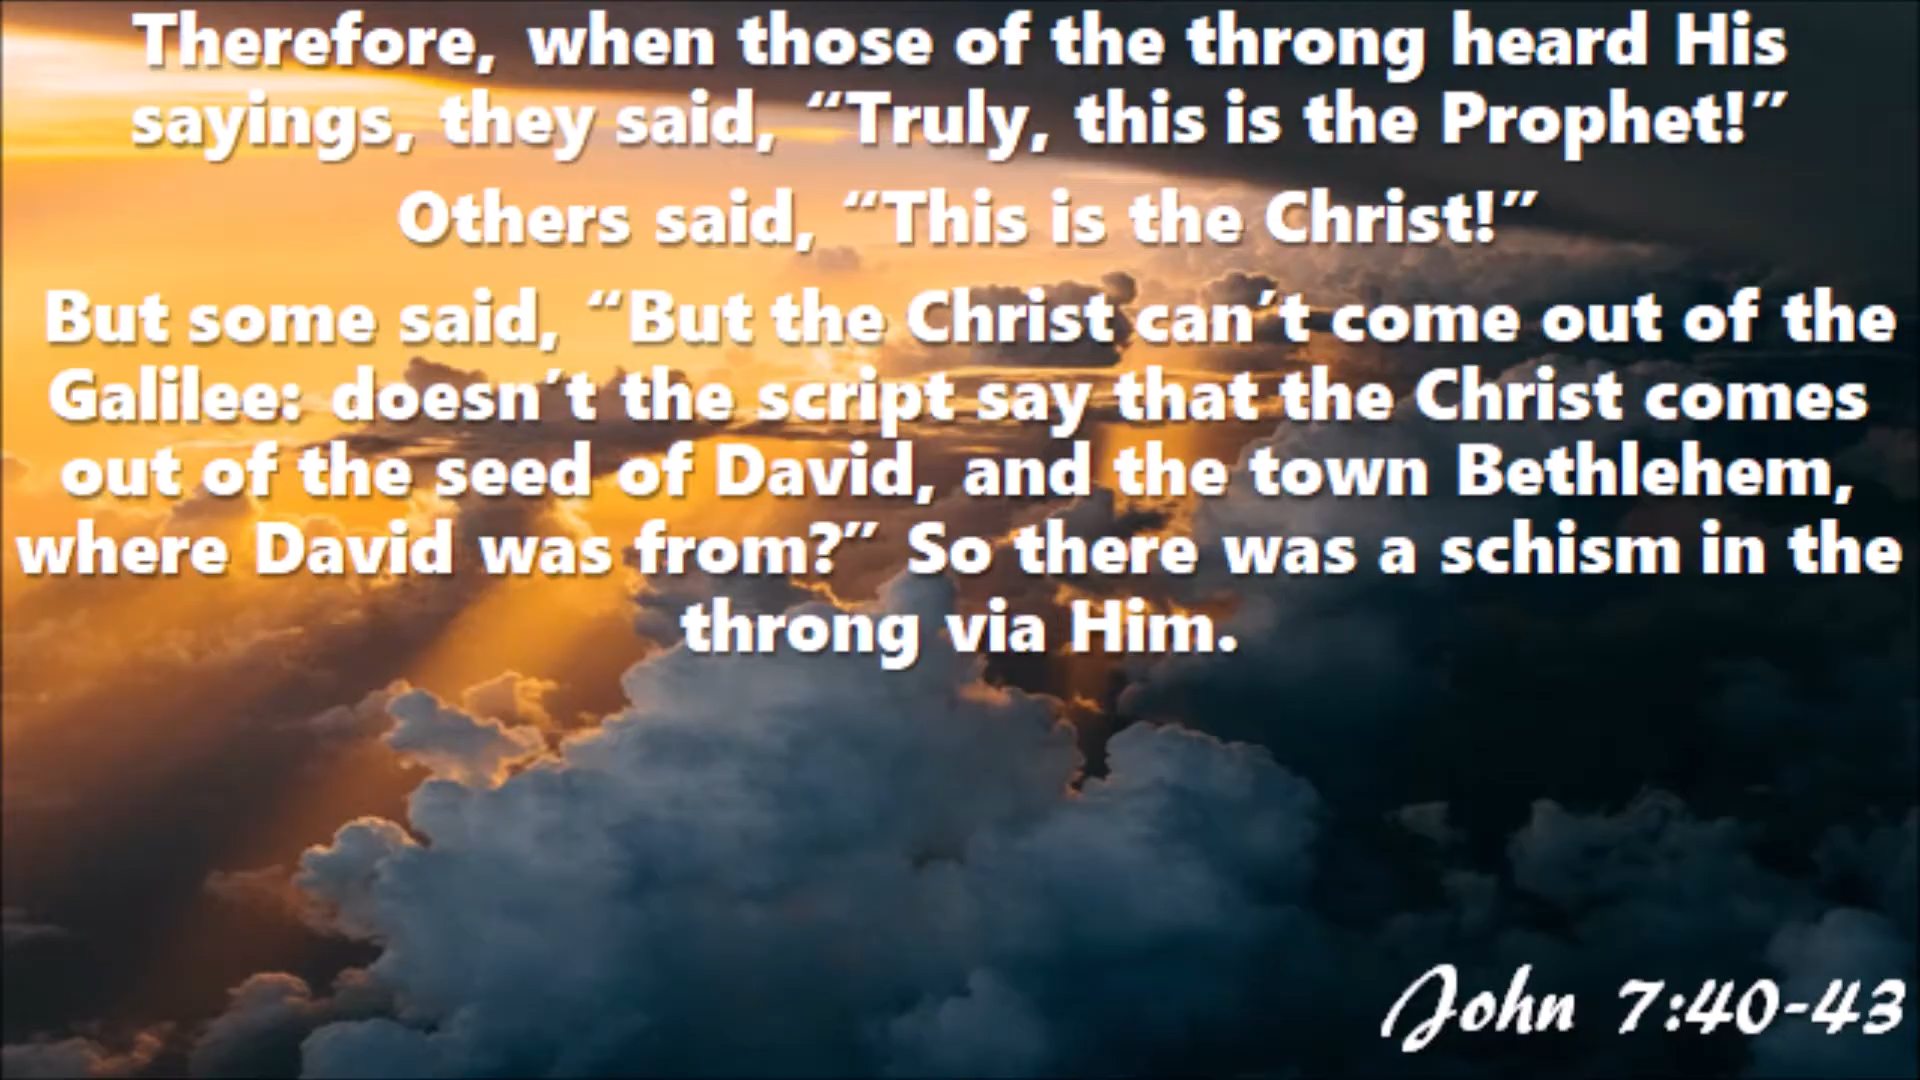 Therefore, when those of the throng heard His
sayings, they said, “Truly, this is the Prophet!”
Others said, “This is the Christ!”
But some said, “But the Christ can’t come out of the
Galilee: doesn’t the script say that the Christ comes
out of the seed of David, and the town Bethlehem,
where David was from?” So there was a schism in the
throng via Him.
John 7:40-43